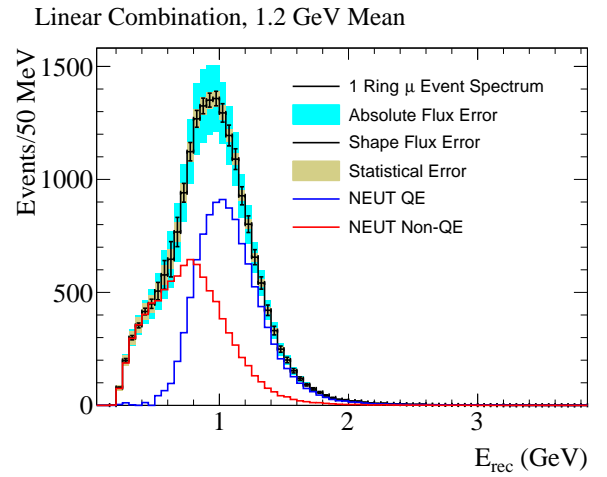 Linear Combination, 1.2 GeV Mean
Events/50 MeV
1500
1000
500
0
1 Ring μ Event Spectrum
Absolute Flux Error
Shape Flux Error
Statistical Error
NEUT QE
NEUT Non-QE
1 2 3
E_rec (GeV)